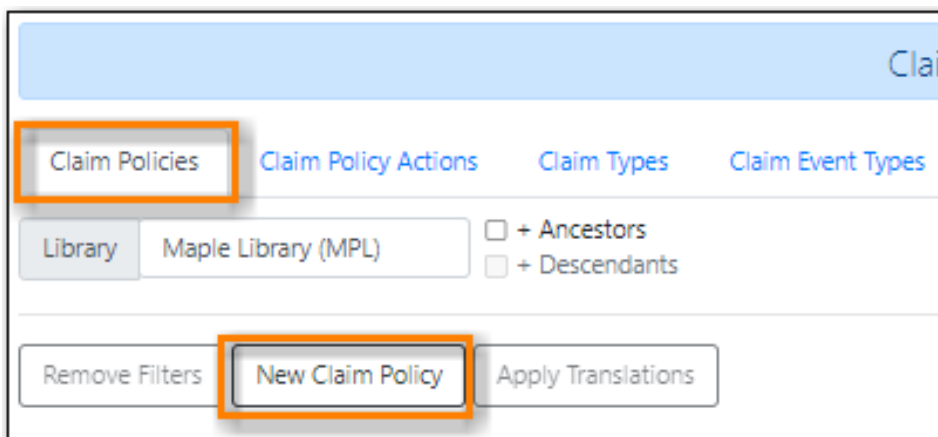 Claim Policies Claim Policy Actions Claim Types Claim Event Types
Library Maple Library (MPL) + Ancestors
+ Descendants
Remove Filters New Claim Policy Apply Translations